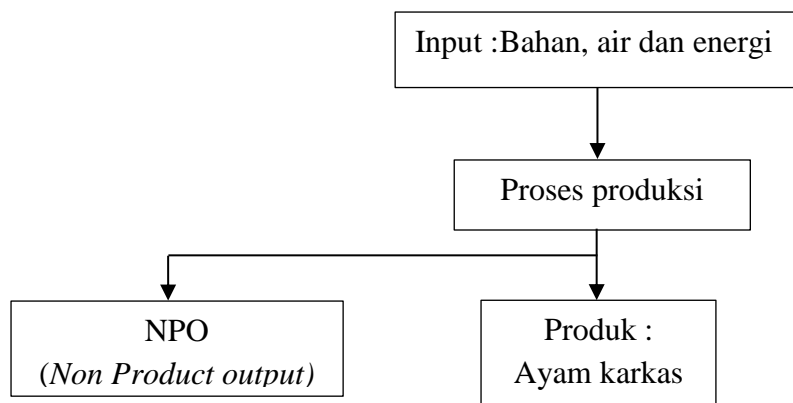 Input :Bahan, air dan energi
Proses produksi
NPO
(Non Product output)
Produk :
Ayam karkas